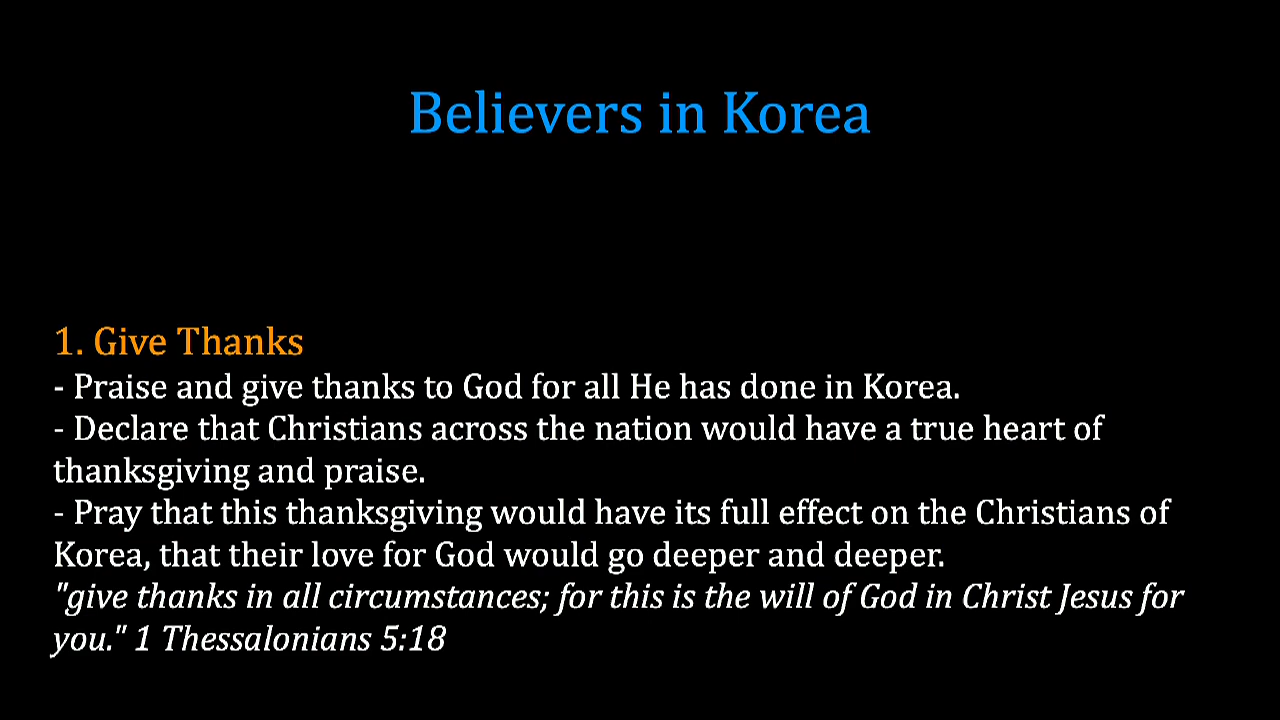 Believers in Korea
1. Give Thanks
- Praise and give thanks to God for all He has done in Korea.
- Declare that Christians across the nation would have a true heart of
thanksgiving and praise.
- Pray that this thanksgiving would have its full effect on the Christians of
Korea, that their love for God would go deeper and deeper.
"give thanks in all circumstances; for this is the will of God in Christ Jesus for
you." 1 Thessalonians 5:18